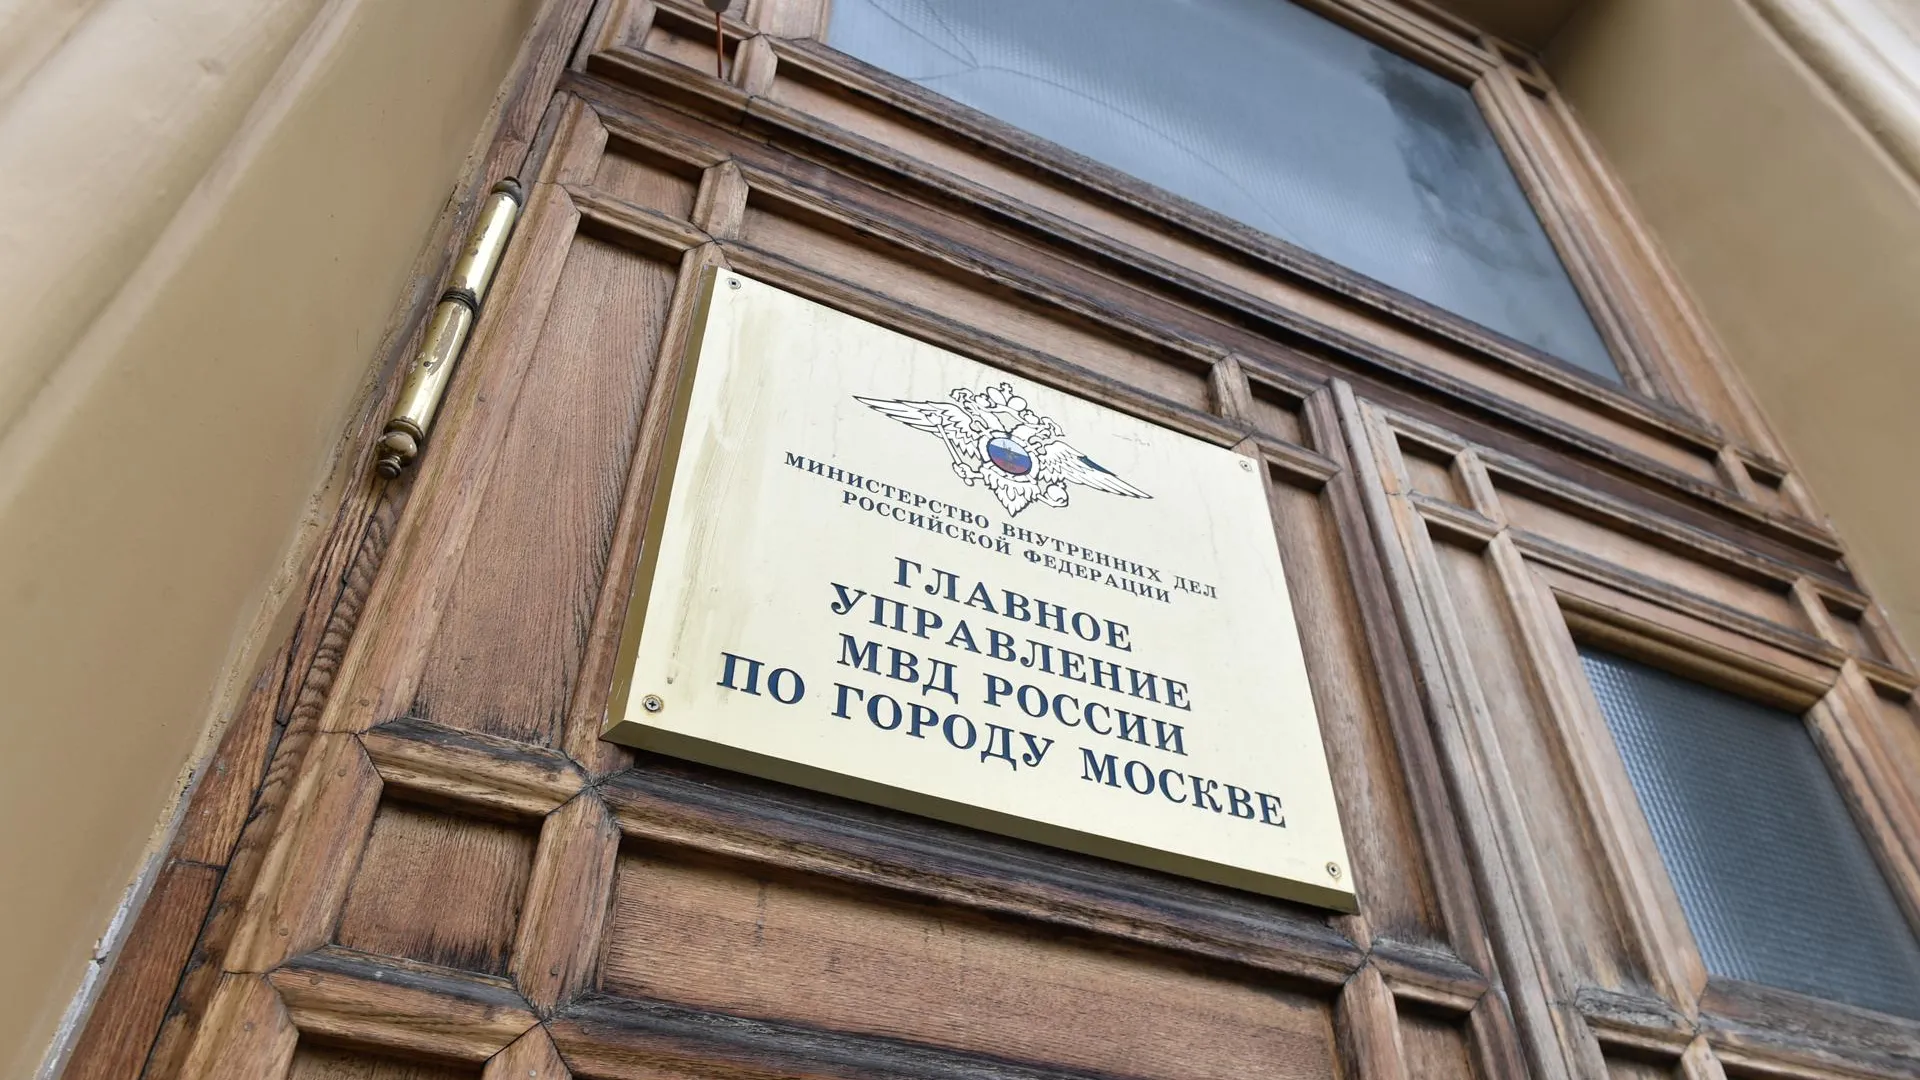 МИНИСТЕРСТВО ВНУТРЕННИХ ДЕЛ
РОССИЙСКОЙ ФЕДЕРАЦИИ
ГЛАВНОЕ
УПРАВЛЕНИЕ
МВД РОССИИ
ПО ГОРОДУ МОСКВЕ